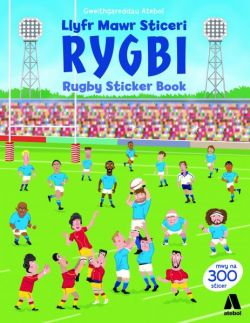 Gweithgareddau Atebol
Llyfr Mawr Sticeri
RYGBI
Rugby Sticker Book
mwy na
300
sticer
atebol